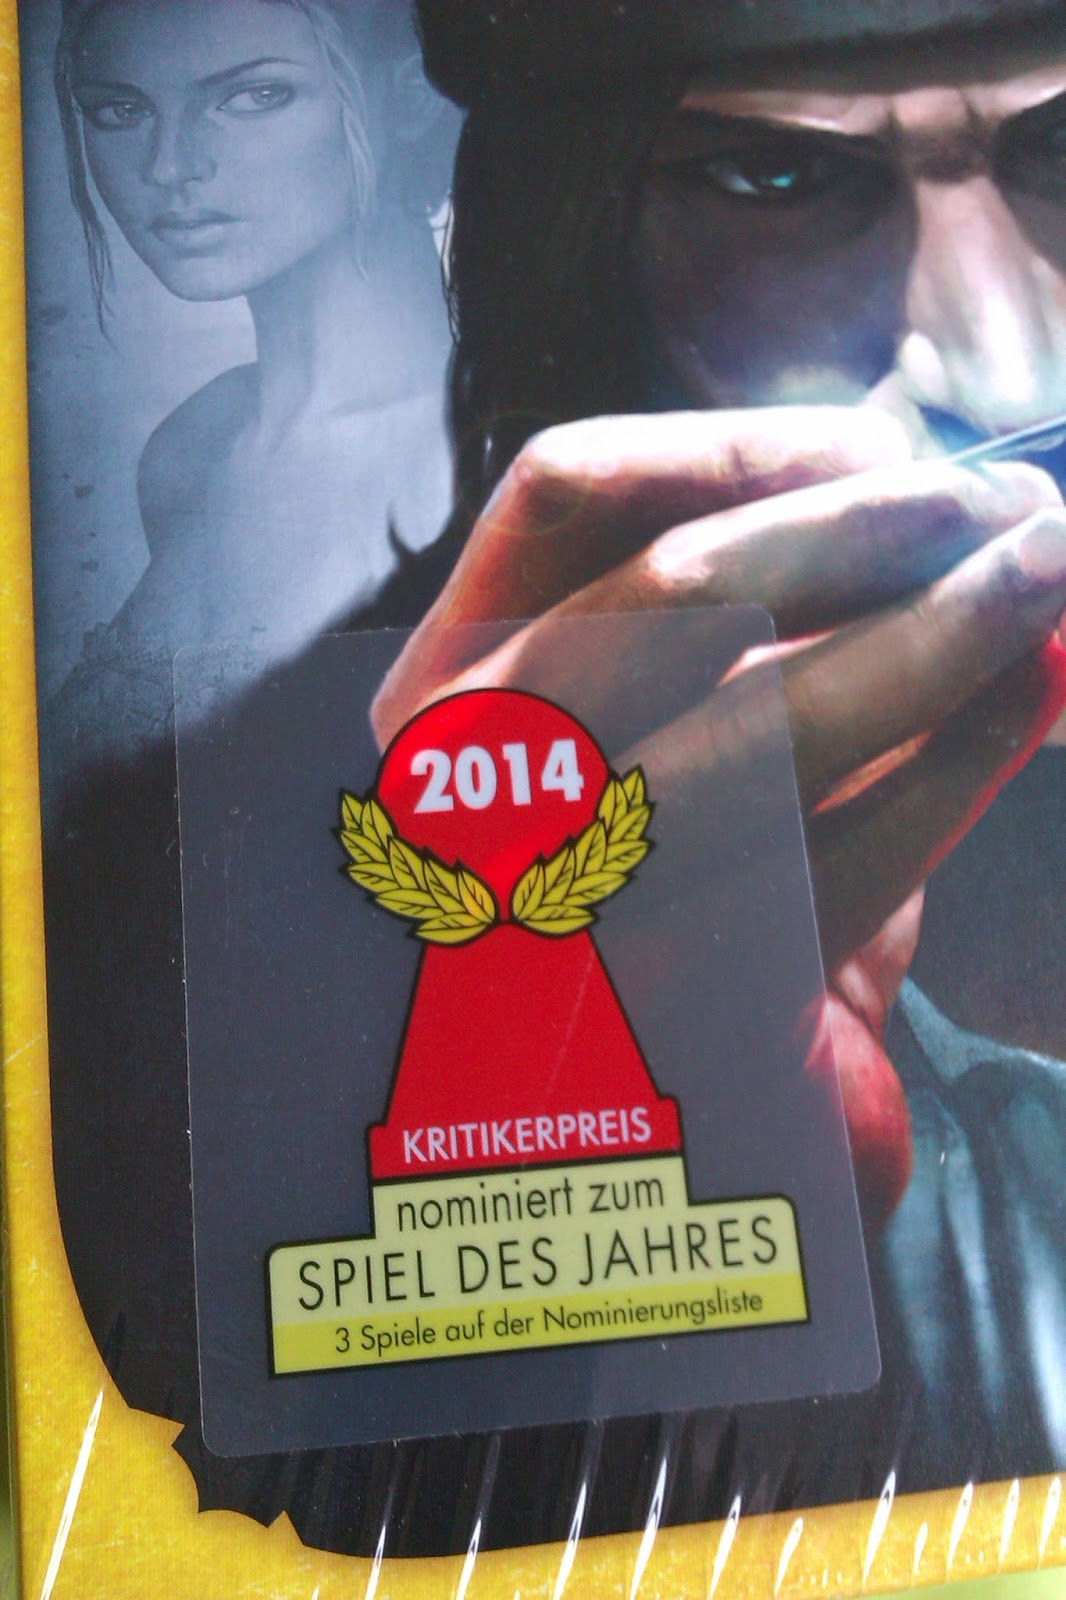 2014
KRITIKERPREIS
nominiert zum
SPIEL DES JAHRES
3 Spiele auf der Nominierungsliste